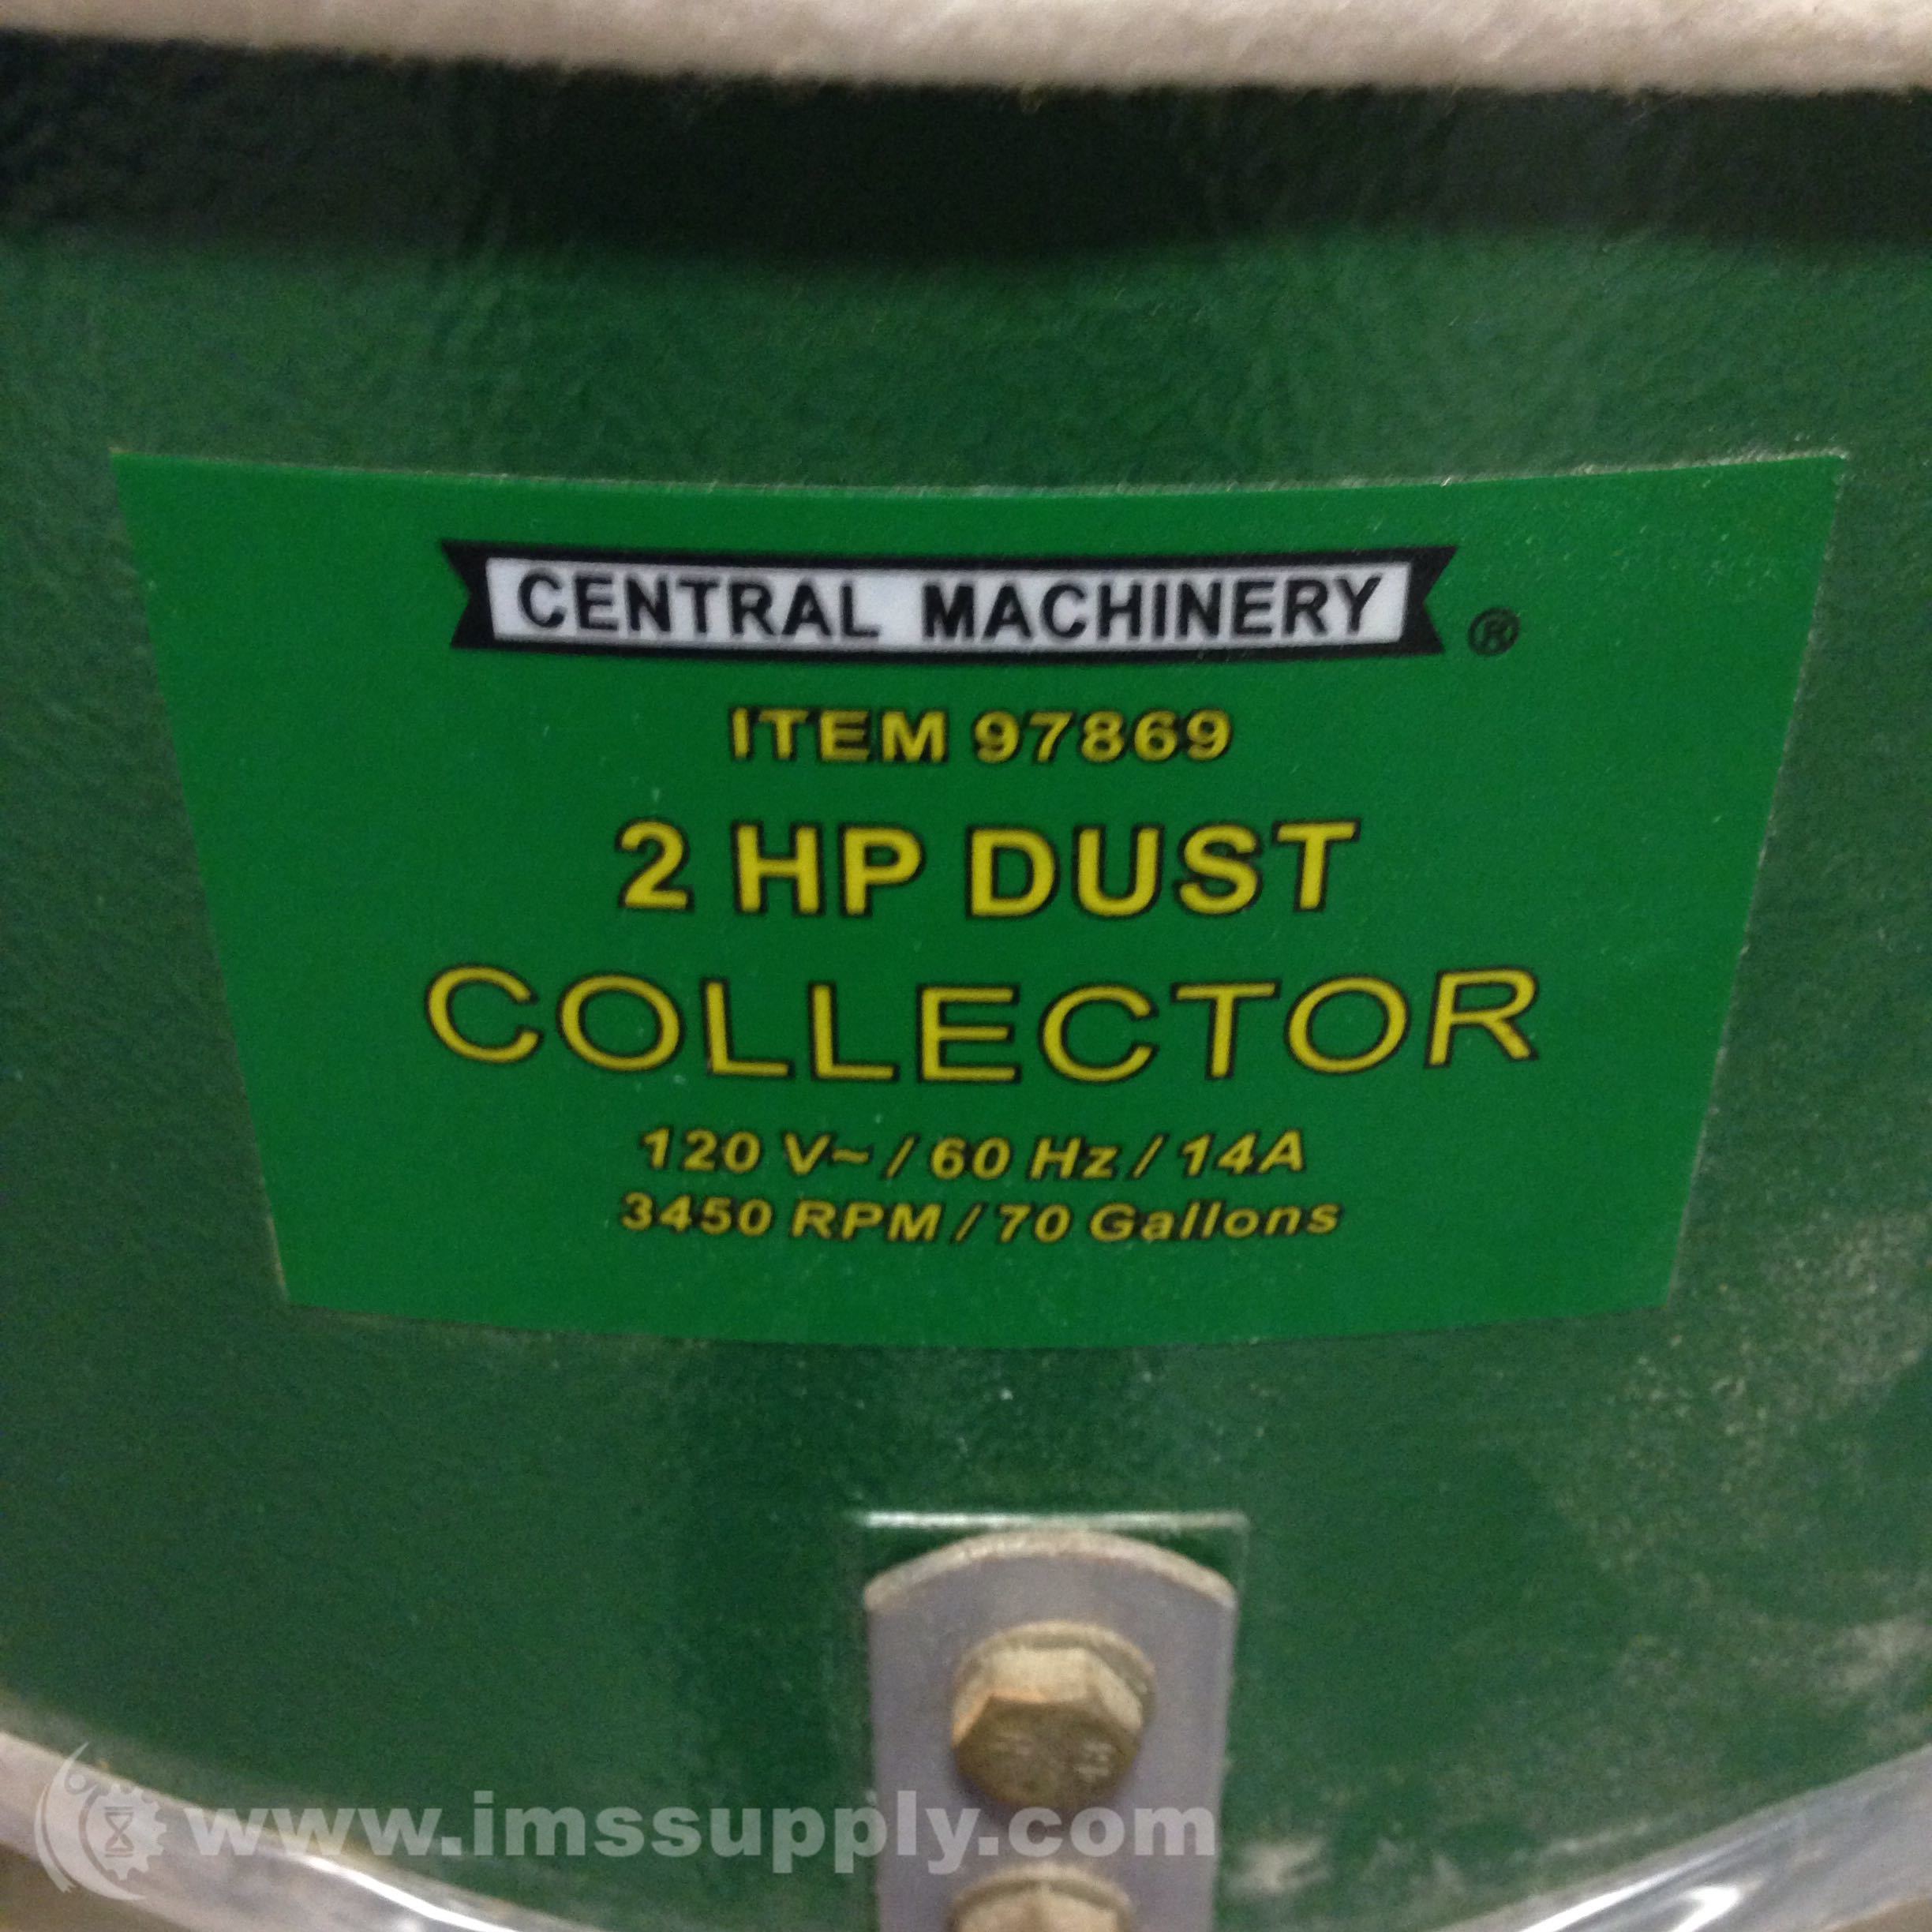 CENTRAL MACHINERY ®
ITEM 97869
2 HP DUST
COLLECTOR
120 V~ / 60 Hz / 14A
3450 RPM / 70 Gallons
www.imssupply.com